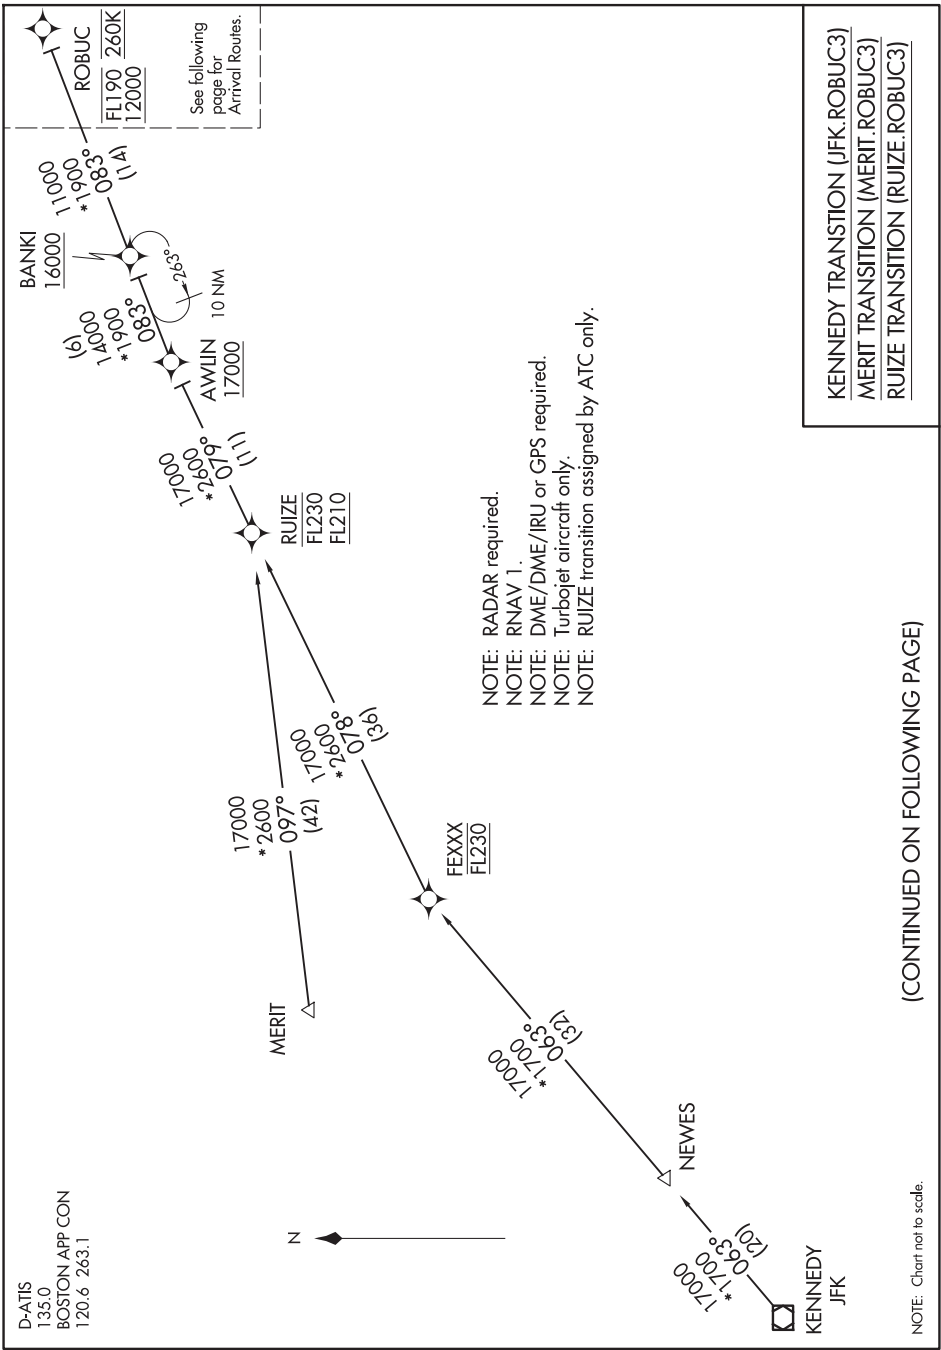 D-ATIS
135.0
BOSTON APP CON
120.6 263.1
N
KENNEDY
JFK
17000
*1700
063°
(20)
NEWES
17000
*1700
063°
(32)
MERIT
17000
*2600
097°
(42)
FEXXX
FL230
17000
*2600
078°
(36)
RUIZE
FL230
FL210
17000
*2600
079°
(11)
AWLIN
17000
(6)
14000
*1900
083°
BANKI
16000
263°
10 NM
11000
*1900
083°
(14)
ROBUC
FL190 260K
12000
See following
page for
Arrival Routes.
NOTE: RADAR required.
NOTE: RNAV 1.
NOTE: DME/DME/IRU or GPS required.
NOTE: Turbojet aircraft only.
NOTE: RUIZE transition assigned by ATC only.
KENNEDY TRANSTION (JFK.ROBUC3)
MERIT TRANSITION (MERIT.ROBUC3)
RUIZE TRANSITION (RUIZE.ROBUC3)
(CONTINUED ON FOLLOWING PAGE)
NOTE: Chart not to scale.